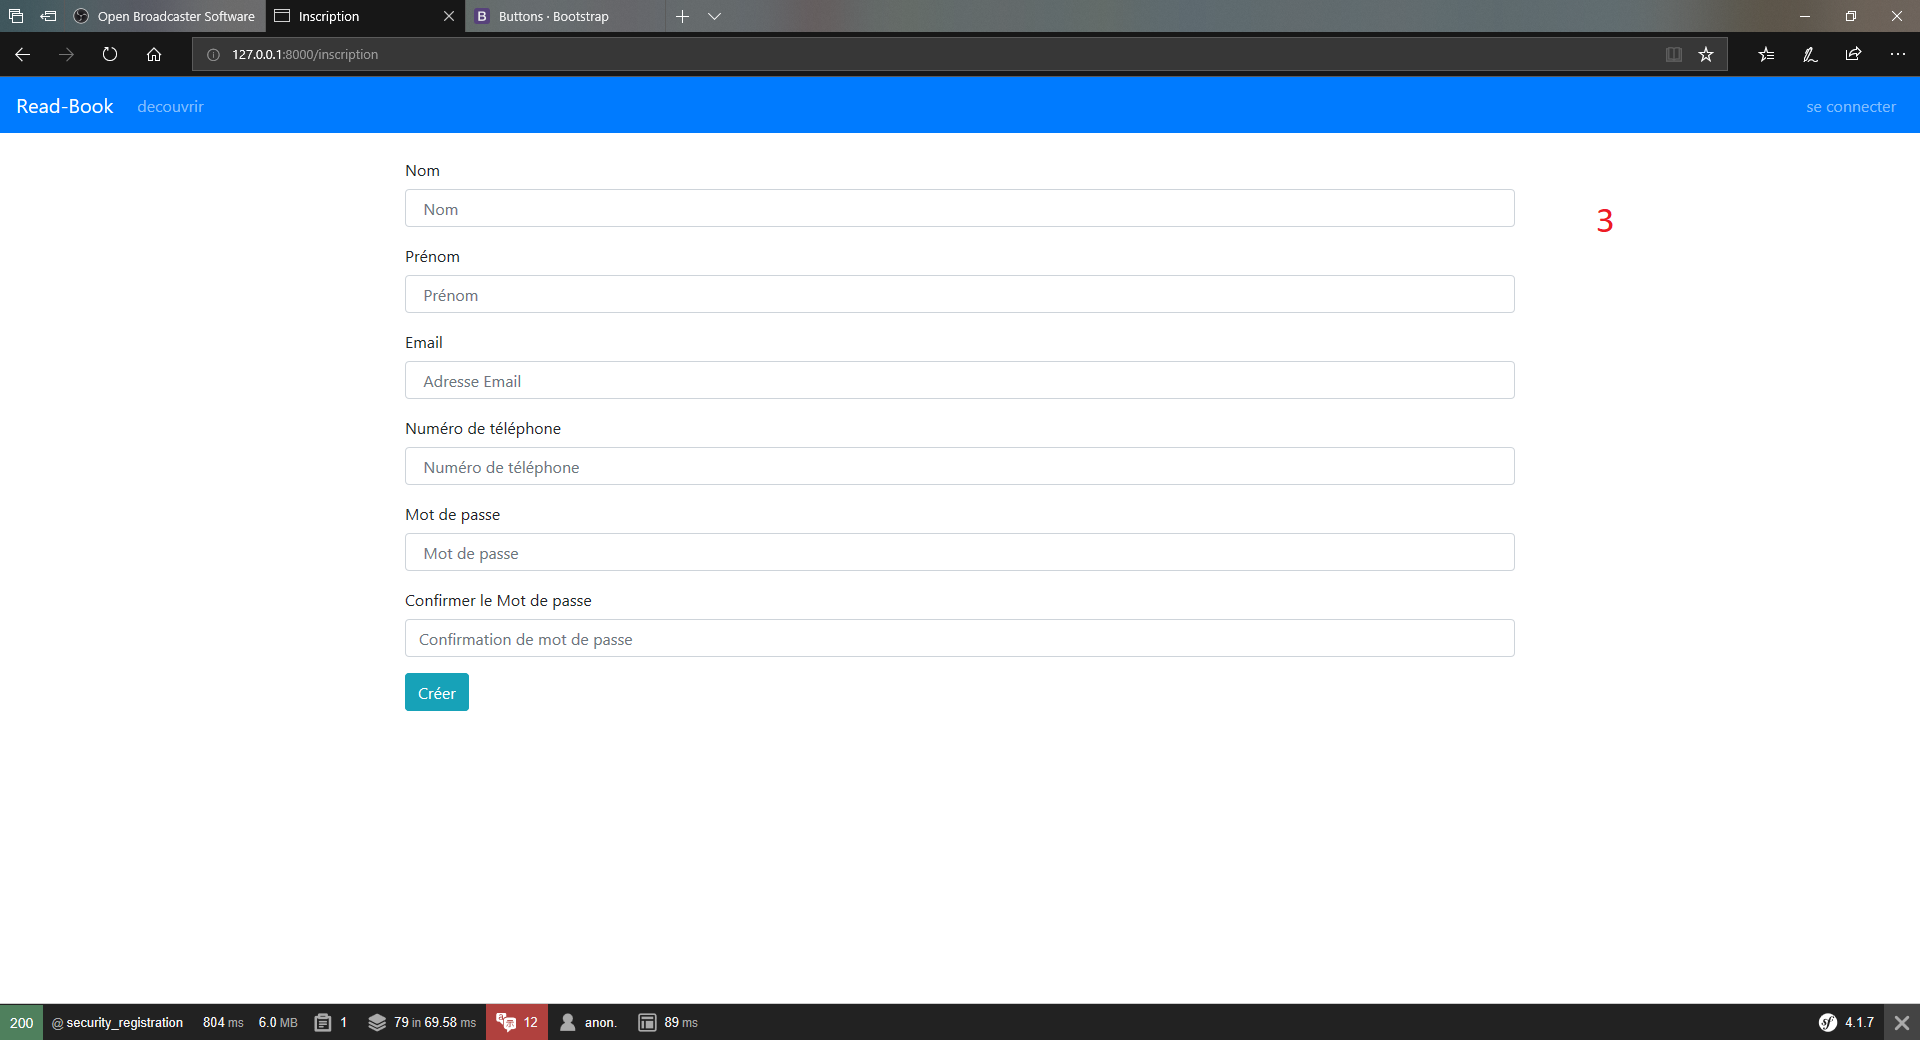 Open Broadcaster Software
Inscription
B Buttons · Bootstrap
127.0.0.1:8000/inscription
Read-Book decouvrir se connecter
Nom
Nom
3
Prénom
Prénom
Email
Adresse Email
Numéro de téléphone
Numéro de téléphone
Mot de passe
Mot de passe
Confirmer le Mot de passe
Confirmation de mot de passe
Créer
200 @ security_registration 804 ms 6.0 MB 1 79 in 69.58 ms 12 anon. 89 ms sf 4.1.7